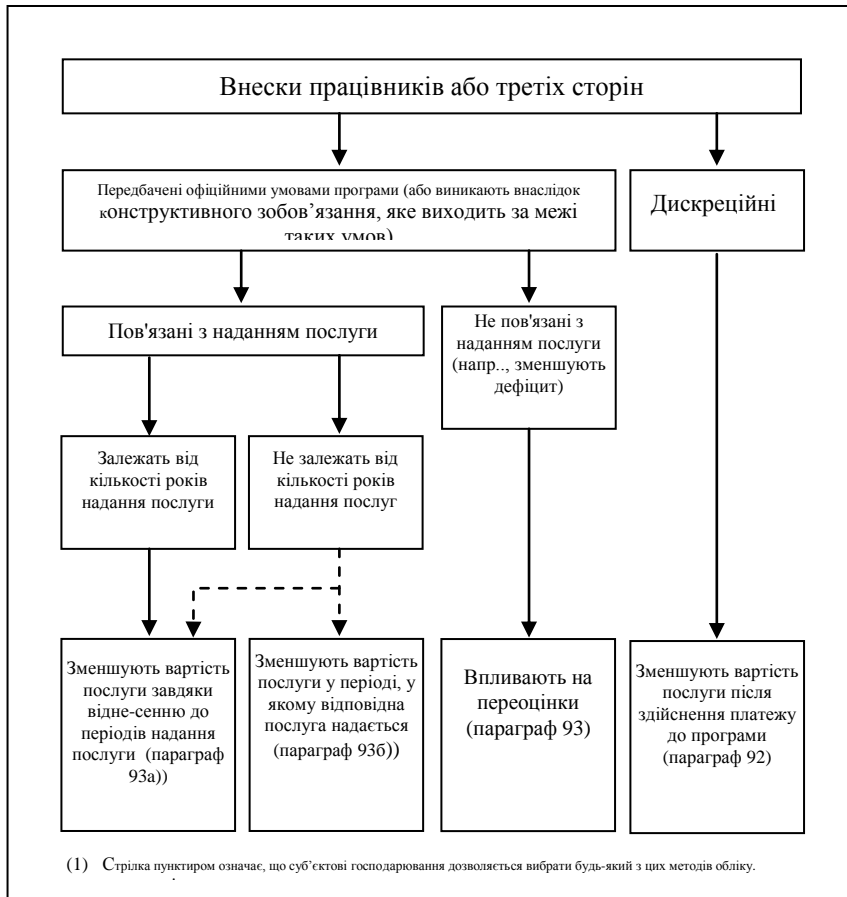 Внески працівників або третіх сторін
Передбачені офіційними умовами програми (або виникають внаслідок
конструктивного зобов’язання, яке виходить за межі
таких умов)
Дискреційні
Пов'язані з наданням послуги
Не пов'язані з
наданням послуги
(напр.., зменшують
дефіцит)
Залежать від
кількості років
надання послуги
Не залежать від
кількості років
надання послуг
Зменшують вартість
послуги завдяки
відне-сенню до
періодів надання
послуги (параграф
93а))
Зменшують вартість
послуги у періоді, у
якому відповідна
послуга надається
(параграф 93б))
Впливають на
переоцінки
(параграф 93)
Зменшують вартість
послуги після
здійснення платежу
до програми
(параграф 92)
(1) Стрілка пунктиром означає, що суб’єктові господарювання дозволяється вибрати будь-який з цих методів обліку.